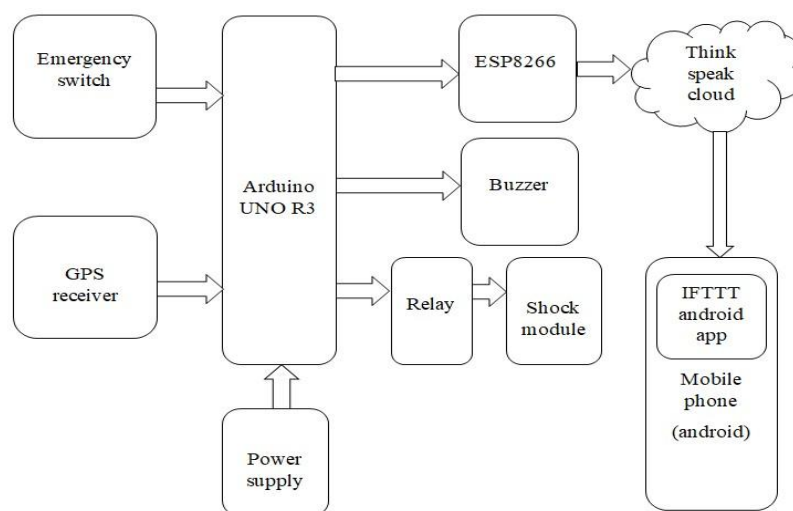 Emergency
switch
GPS
receiver
Arduino
UNO R3
Power
supply
ESP8266
Buzzer
Relay
Shock
module
Think
speak
cloud
IFTTT
android
app
Mobile
phone
(android)